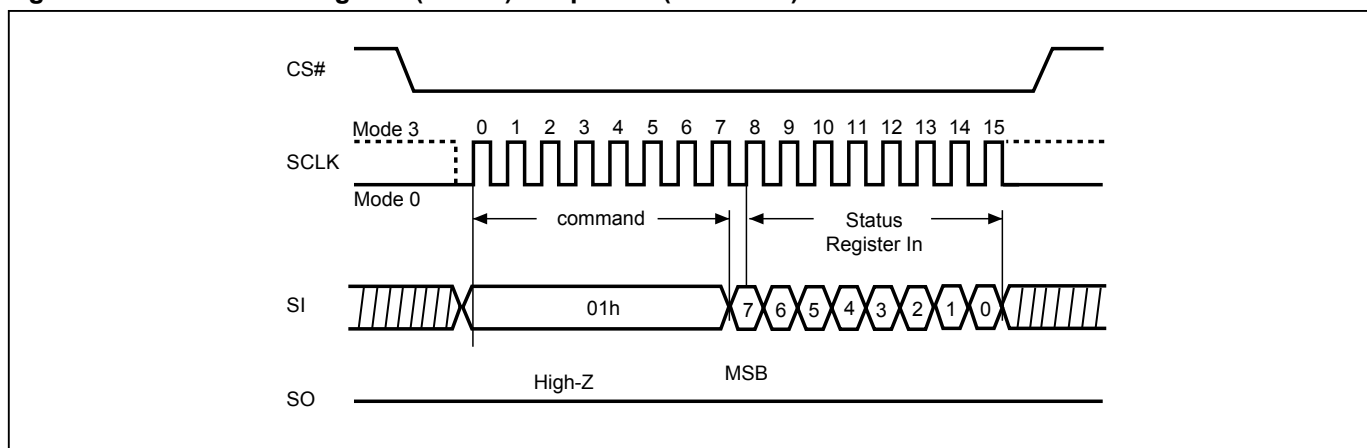 CS#
Mode 3
0 1 2 3 4 5 6 7 8 9 10 11 12 13 14 15
SCLK
Mode 0
command
Status
Register In
SI
01h
7 6 5 4 3 2 1 0
High-Z
MSB
SO